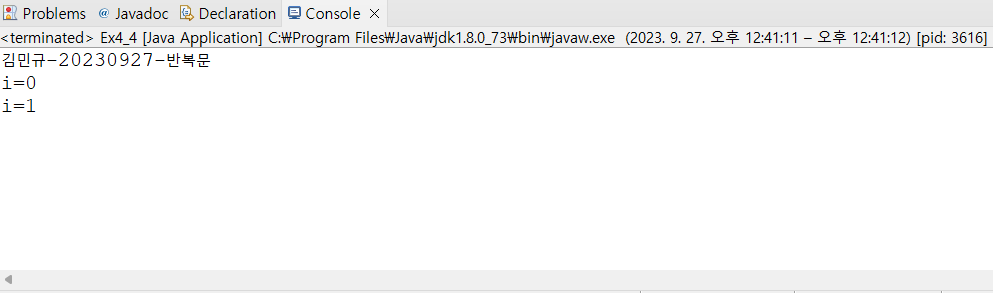 Problems @ Javadoc Declaration Console
<terminated> Ex4_4 [Java Application] C:₩Program Files₩Java₩jdk1.8.0_73₩bin₩javaw.exe (2023. 9. 27. 오후 12:41:11 – 오후 12:41:12) [pid: 3616]
김민규-20230927-반복문
i=0
i=1